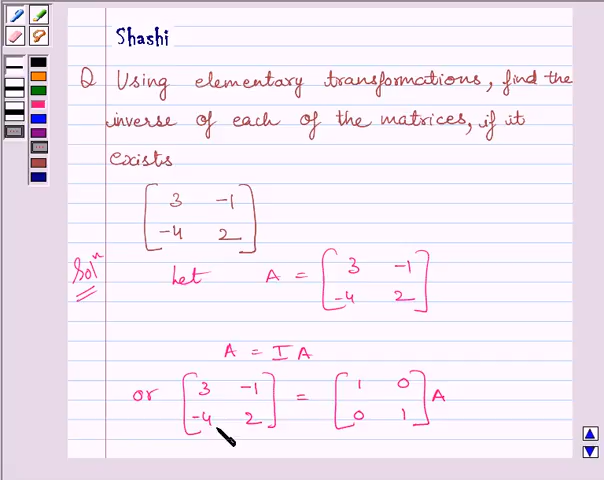 Shashi
Q Using elementary transformations, find the
inverse of each of the matrices, if it
exists
[3 -1
-4 2]
Solⁿ Let A = [3 -1
-4 2]
A = IA
or [3 -1 = [1 0 A
-4 2] 0 1]